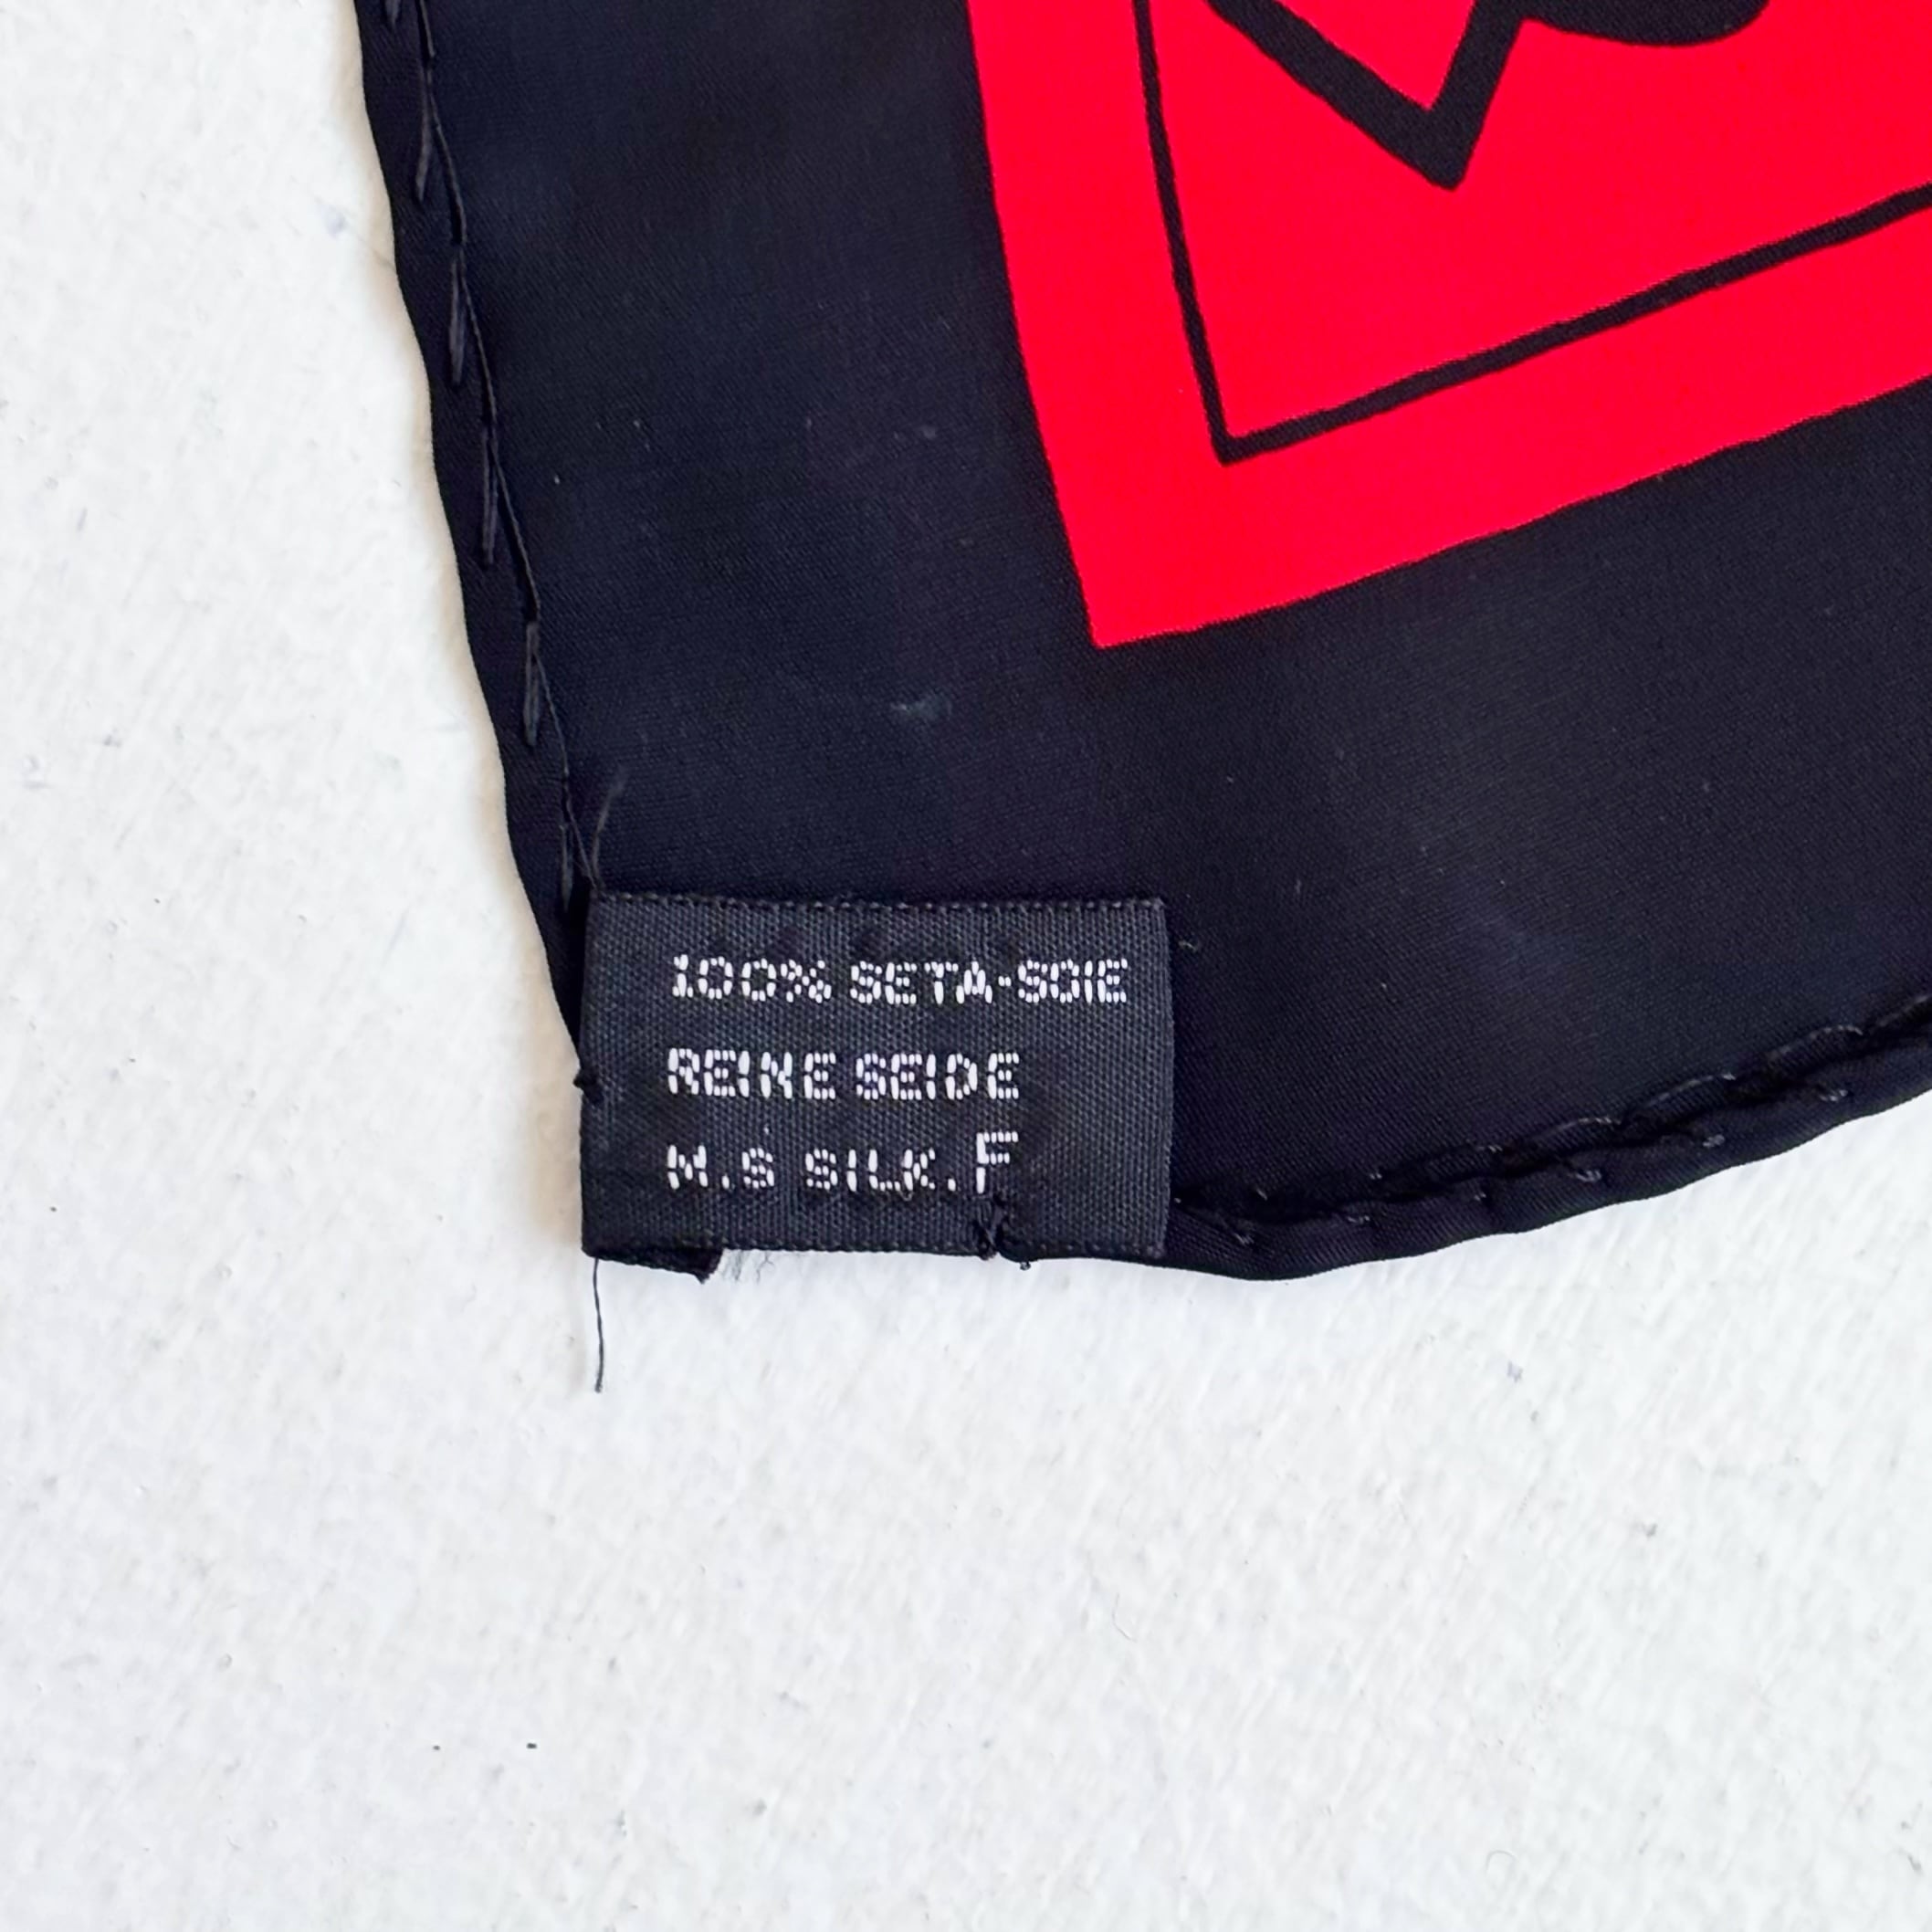 100% SETA-SOIE
REINE SEIDE
M.S SILK.F